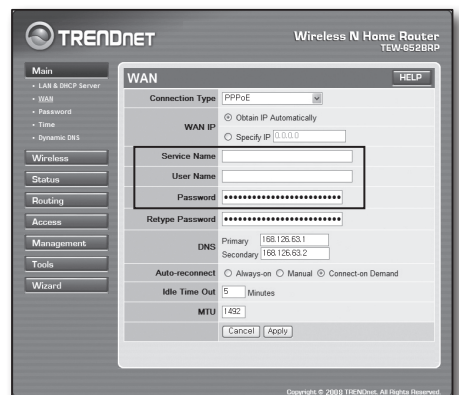 TRENDNET
Wireless N Home Router
TEW-652BRP
Main
• LAN & DHCP Server
• WAN
• Password
• Time
• Dynamic DNS
Wireless
Status
Routing
Access
Management
Tools
Wizard
WAN
HELP
Connection Type PPPoE
WAN IP
Obtain IP Automatically
Specify IP 0.0.0.0
Service Name
User Name
Password ••••••••••••••••••••••••
Retype Password ••••••••••••••••••••••••
DNS
Primary 168.126.63.1
Secondary 168.126.63.2
Auto-reconnect Always-on Manual Connect-on Demand
Idle Time Out 5 Minutes
MTU 1492
Cancel Apply
Copyright © 2009 TRENDnet. All Rights Reserved.